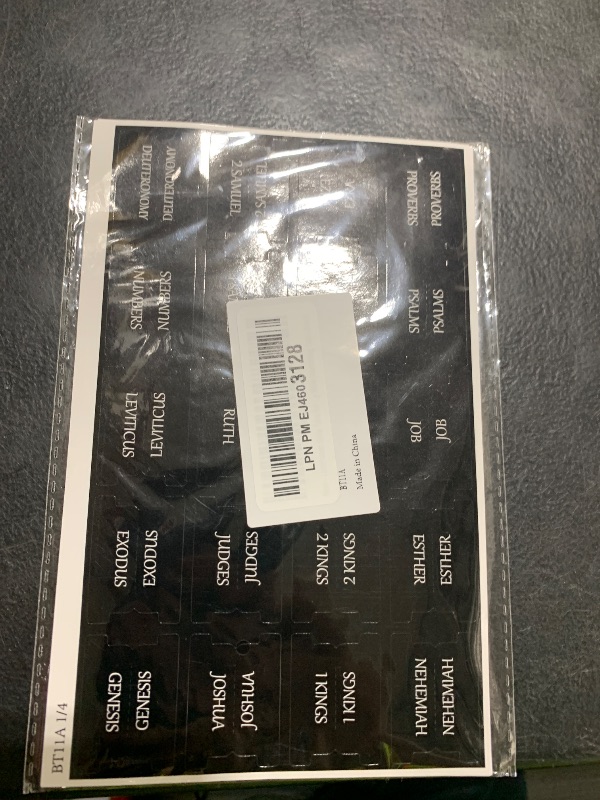 BT11A 1/4
GENESIS
GENESIS
EXODUS
EXODUS
LEVITICUS
LEVITICUS
NUMBERS
NUMBERS
DEUTERONOMY
DEUTERONOMY
JOSHUA
JOSHUA
JUDGES
JUDGES
RUTH
2 SAMUEL
1 KINGS
1 KINGS
2 KINGS
2 KINGS
NEHEMIAH
NEHEMIAH
ESTHER
ESTHER
JOB
JOB
PSALMS
PSALMS
PROVERBS
PROVERBS
LPN PM EJ4603128
BT11A
Made in China